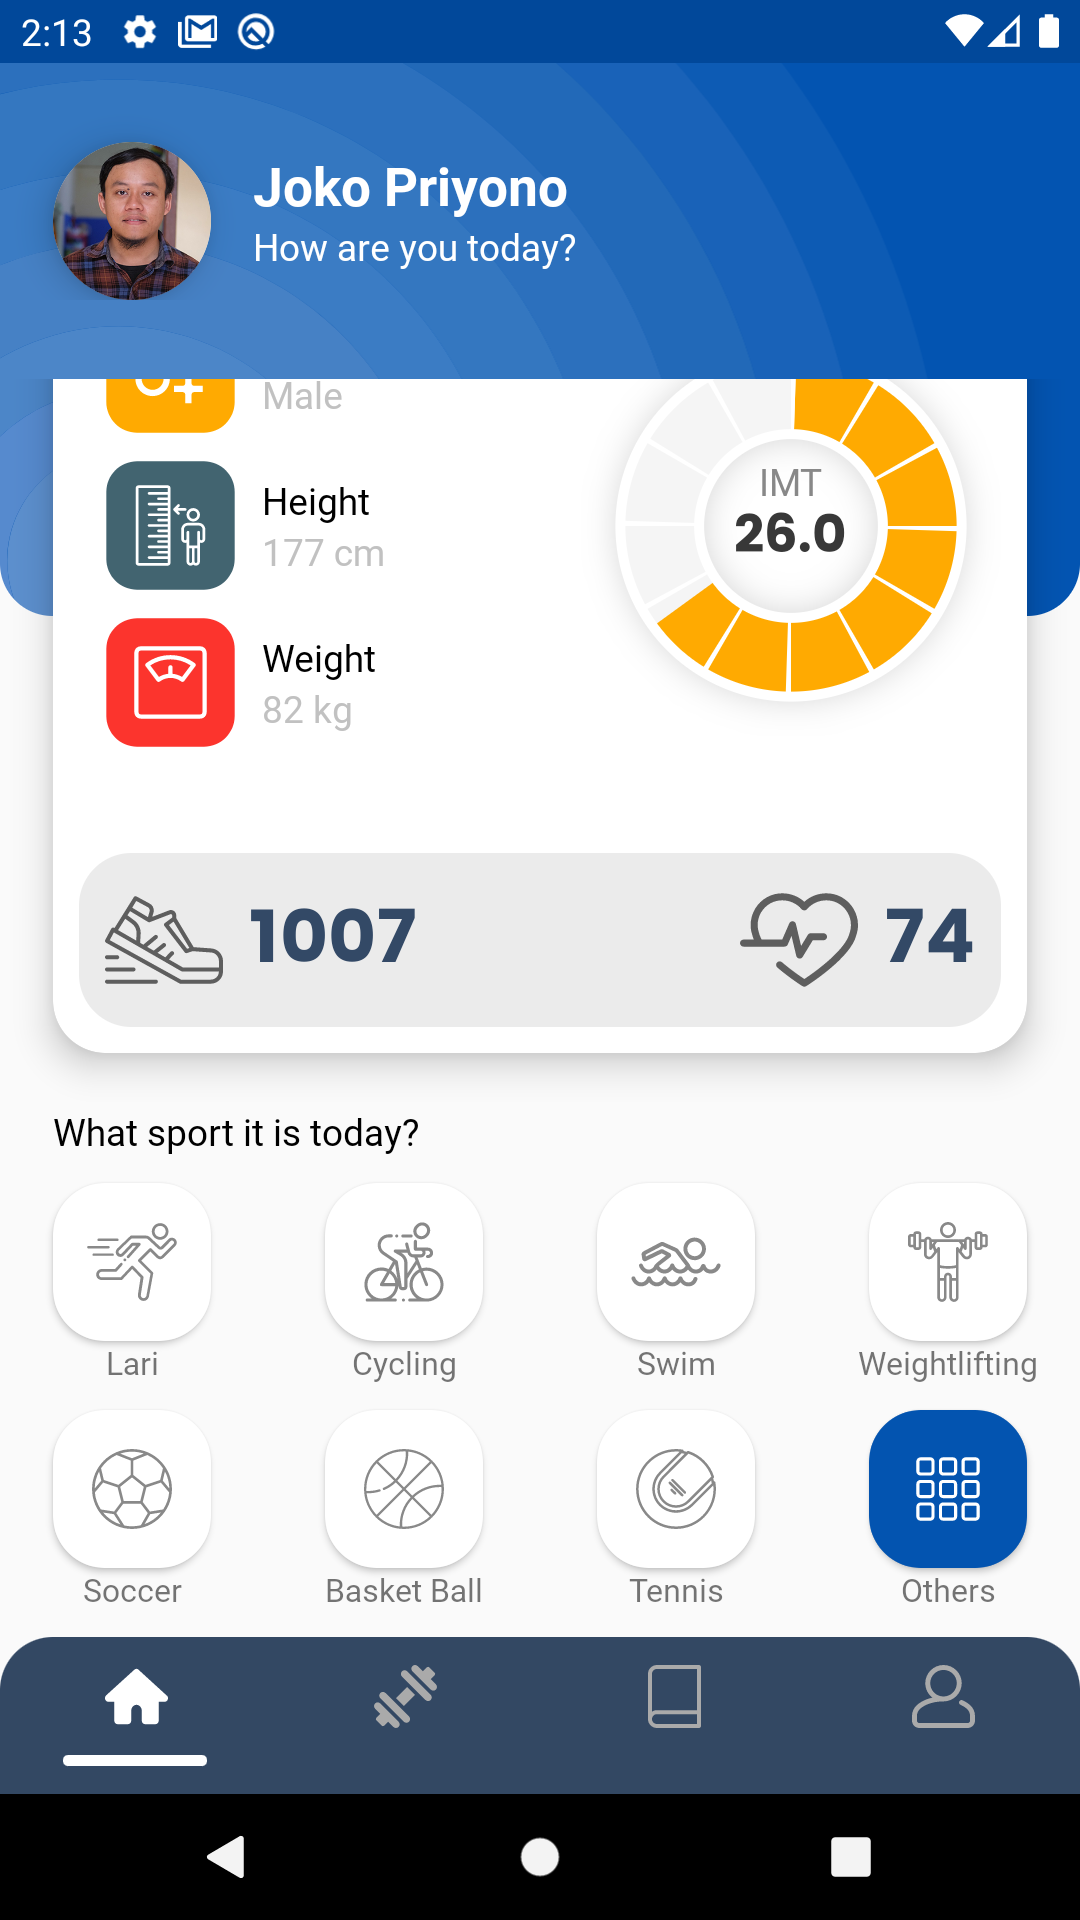 2:13
Joko Priyono
How are you today?
Male
Height
177 cm
Weight
82 kg
IMT
26.0
1007
74
What sport it is today?
Lari
Cycling
Swim
Weightlifting
Soccer
Basket Ball
Tennis
Others